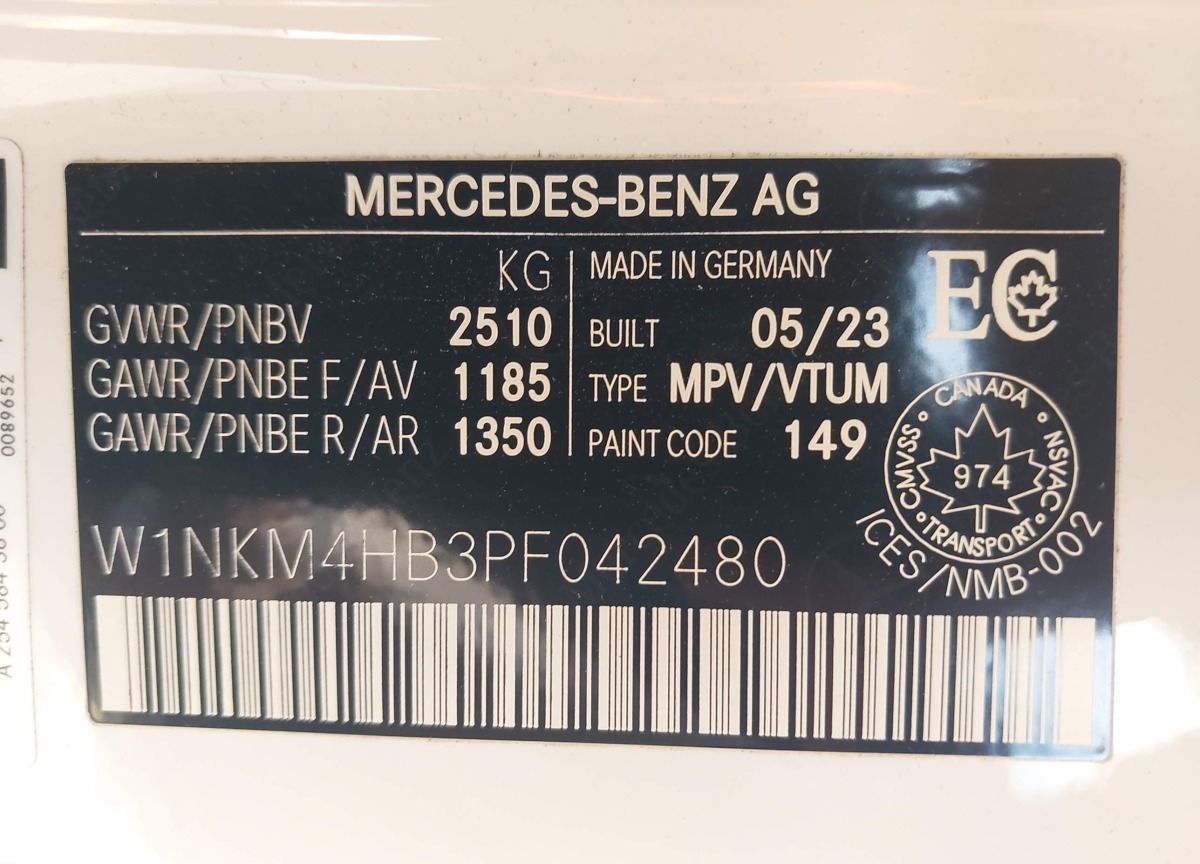 MERCEDES-BENZ AG
KG
GVWR/PNBV 2510
GAWR/PNBE F/AV 1185
GAWR/PNBE R/AR 1350
MADE IN GERMANY
BUILT 05/23
TYPE MPV/VTUM
PAINT CODE 149
EC
CANADA
CMVSS NSVAC
974
TRANSPORT
ICES/NMB-002
W1NKM4HB3PF042480
0089652